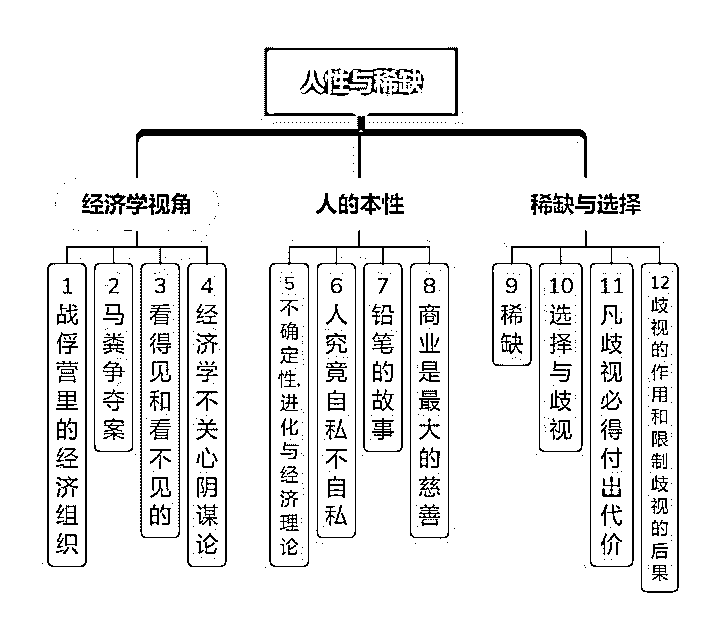 人性与稀缺
经济学视角
人的本性
稀缺与选择
1战俘营里的经济组织
2马粪争夺案
3看得见和看不见的
4经济学不关心阴谋论
5不确定性,进化与经济理论
6人究竟自私不自私
7铅笔的故事
8商业是最大的慈善
9稀缺
10选择与歧视
11凡歧视必得付出代价
12歧视的作用和限制歧视的后果